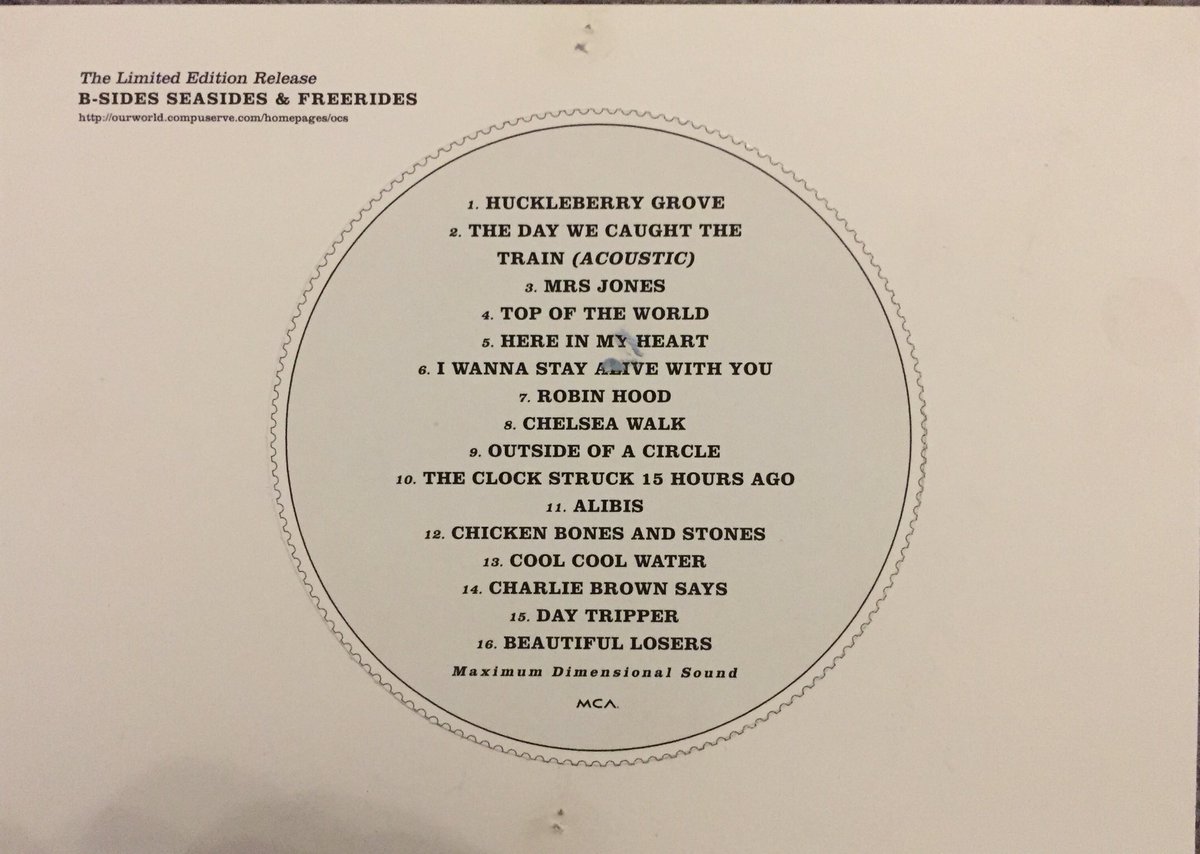 The Limited Edition Release
B-SIDES SEASIDES & FREERIDES
http://ourworld.compuserve.com/homepages/ocs
1. HUCKLEBERRY GROVE
2. THE DAY WE CAUGHT THE
TRAIN (ACOUSTIC)
3. MRS JONES
4. TOP OF THE WORLD
5. HERE IN MY HEART
6. I WANNA STAY ALIVE WITH YOU
7. ROBIN HOOD
8. CHELSEA WALK
9. OUTSIDE OF A CIRCLE
10. THE CLOCK STRUCK 15 HOURS AGO
11. ALIBIS
12. CHICKEN BONES AND STONES
13. COOL COOL WATER
14. CHARLIE BROWN SAYS
15. DAY TRIPPER
16. BEAUTIFUL LOSERS
Maximum Dimensional Sound
MCA.